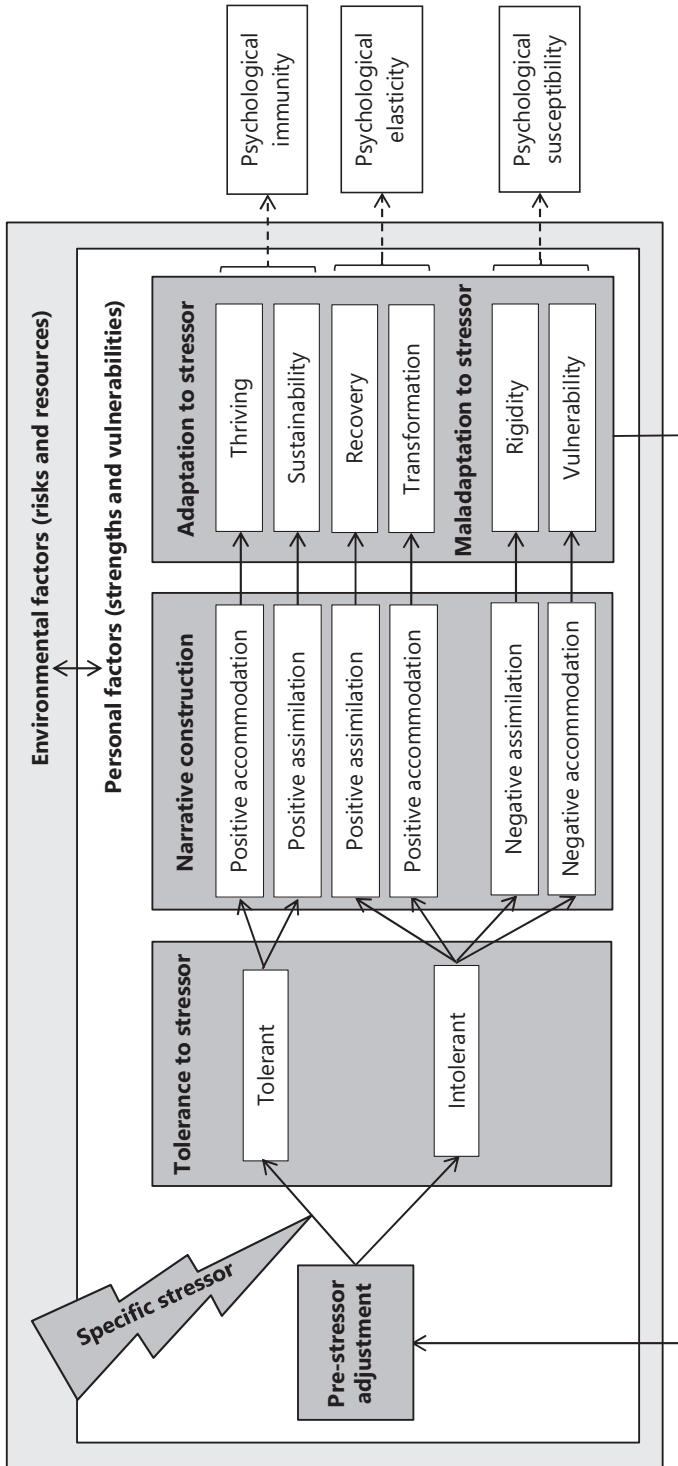 Environmental factors (risks and resources)
Personal factors (strengths and vulnerabilities)
Specific stressor
Pre-stressor
adjustment
Tolerance to stressor
Tolerant
Intolerant
Narrative construction
Positive accommodation
Positive assimilation
Positive assimilation
Positive accommodation
Negative assimilation
Negative accommodation
Adaptation to stressor
Thriving
Sustainability
Recovery
Transformation
Maladaptation to stressor
Rigidity
Vulnerability
Psychological
immunity
Psychological
elasticity
Psychological
susceptibility